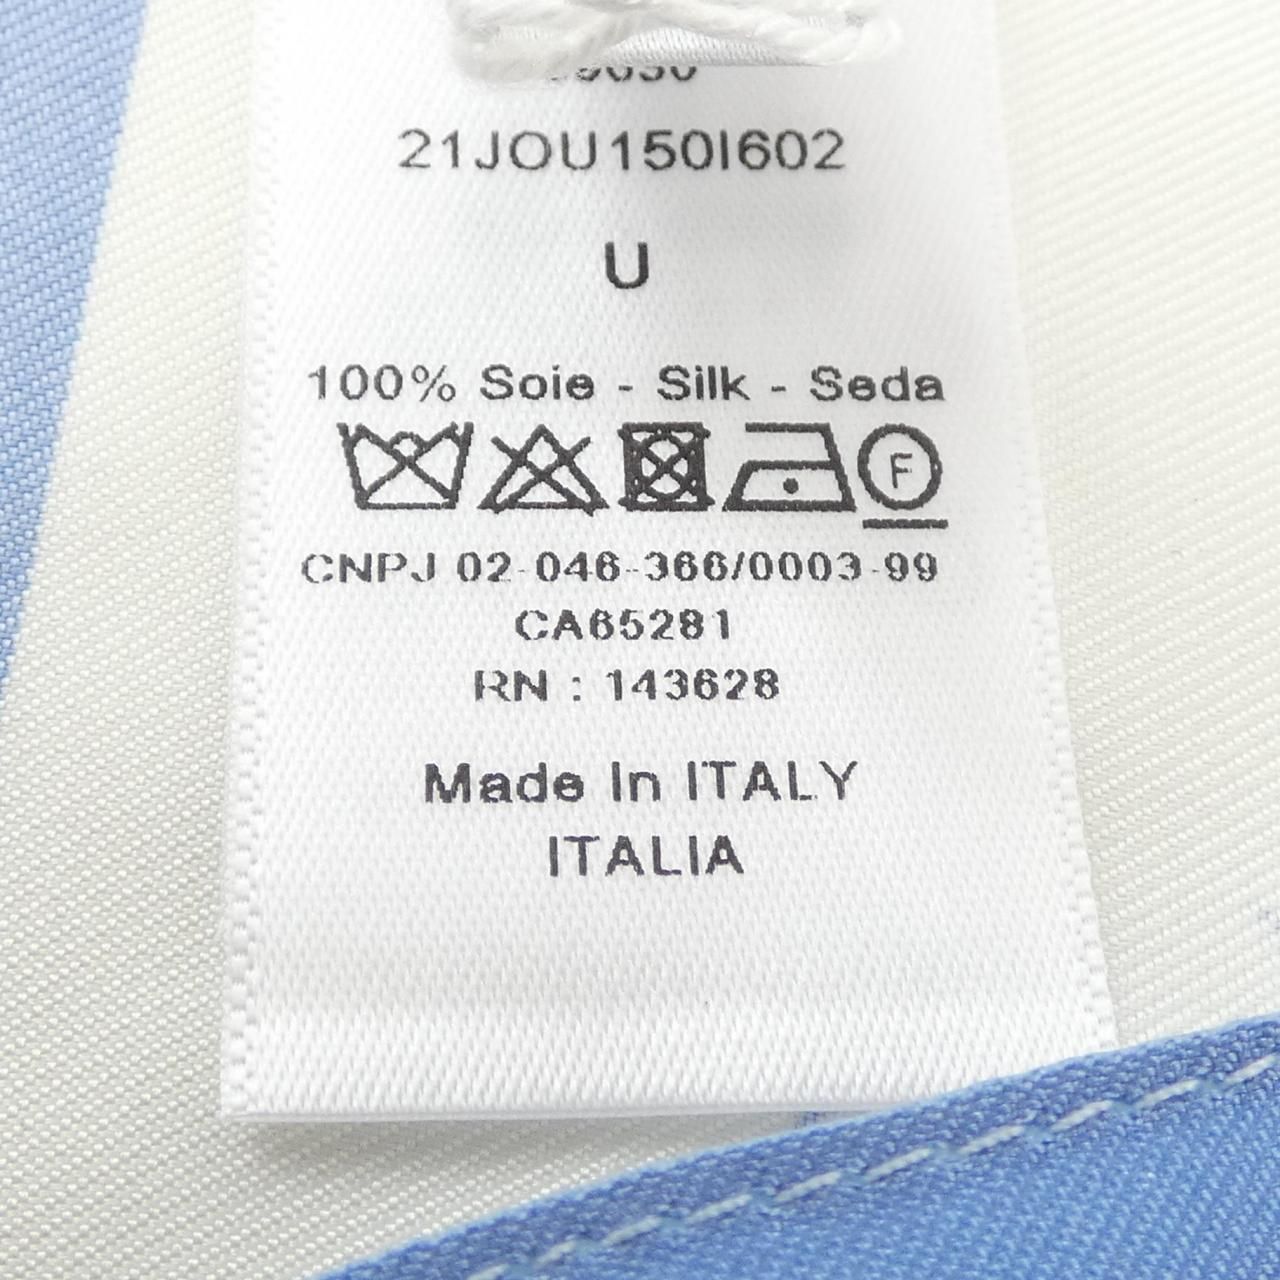 21JOU150I602
U
100% Soie - Silk - Seda
F
CNPJ 02-046-366/0003-99
CA65281
RN : 143628
Made In ITALY
ITALIA